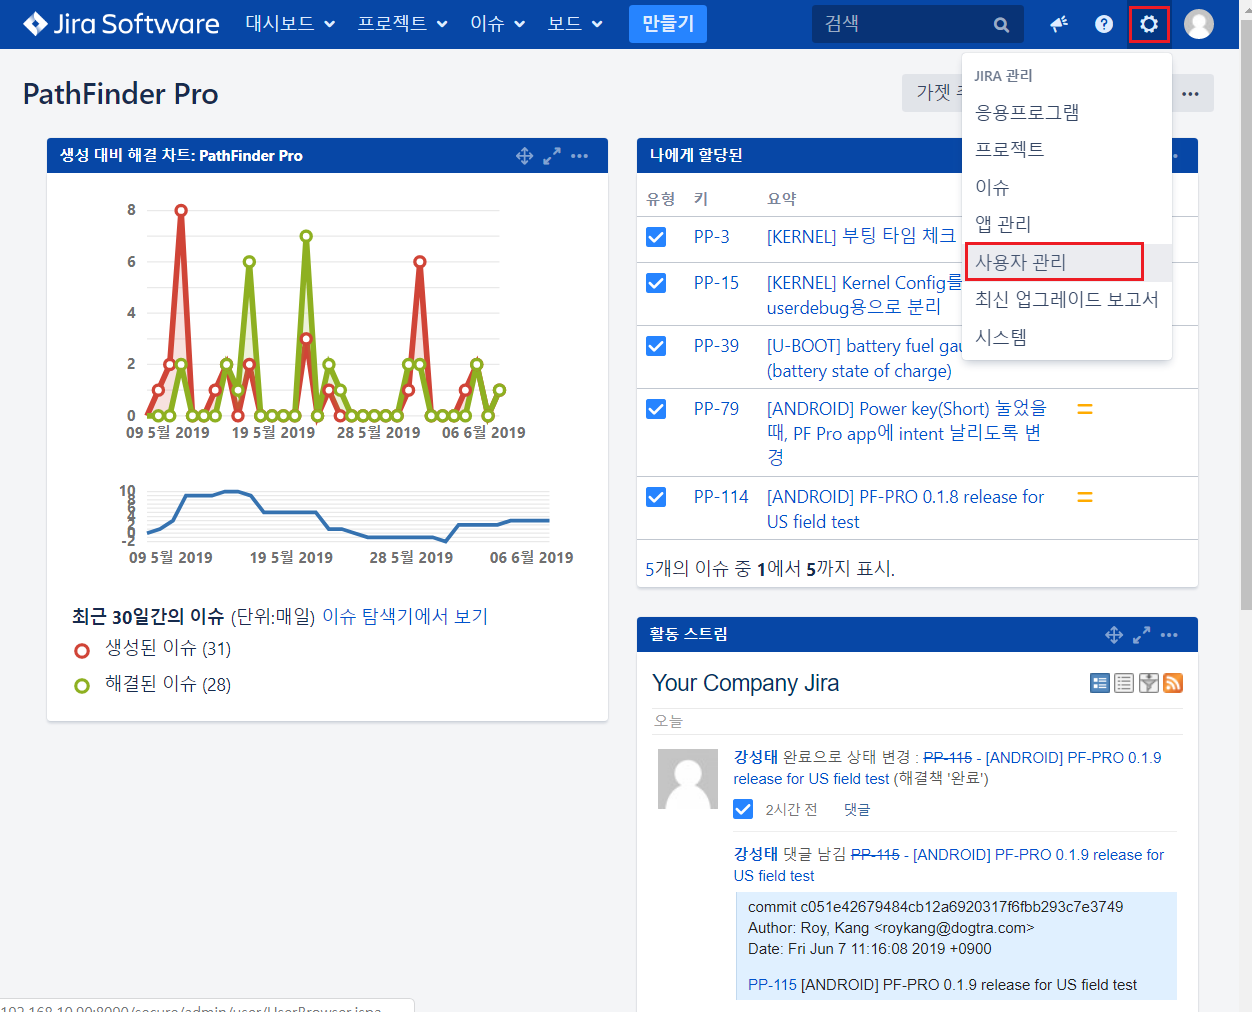 Jira Software 대시보드 프로젝트 이슈 보드 만들기 검색
JIRA 관리
응용프로그램
프로젝트
이슈
앱 관리
사용자 관리
최신 업그레이드 보고서
시스템
PathFinder Pro
가젯
생성 대비 해결 차트: PathFinder Pro
8
6
4
2
0
09 5월 2019 19 5월 2019 28 5월 2019 06 6월 2019
10
8
6
4
2
0
-2
09 5월 2019 19 5월 2019 28 5월 2019 06 6월 2019
최근 30일간의 이슈 (단위:매일) 이슈 탐색기에서 보기
생성된 이슈 (31)
해결된 이슈 (28)
나에게 할당된
유형 키 요약
PP-3 [KERNEL] 부팅 타임 체크
PP-15 [KERNEL] Kernel Config를
userdebug용으로 분리
PP-39 [U-BOOT] battery fuel gau
(battery state of charge)
PP-79 [ANDROID] Power key(Short) 눌었을
때, PF Pro app에 intent 날리도록 변
경
PP-114 [ANDROID] PF-PRO 0.1.8 release for
US field test
5개의 이슈 중 1에서 5까지 표시.
활동 스트림
Your Company Jira
오늘
강성태 완료으로 상태 변경 : PP-115 - [ANDROID] PF-PRO 0.1.9
release for US field test (해결책 '완료')
2시간 전 댓글
강성태 댓글 남김 PP-115 - [ANDROID] PF-PRO 0.1.9 release for
US field test
commit c051e42679484cb12a6920317f6fbb293c7e3749
Author: Roy, Kang <roykang@dogtra.com>
Date: Fri Jun 7 11:16:08 2019 +0900
PP-115 [ANDROID] PF-PRO 0.1.9 release for US field test